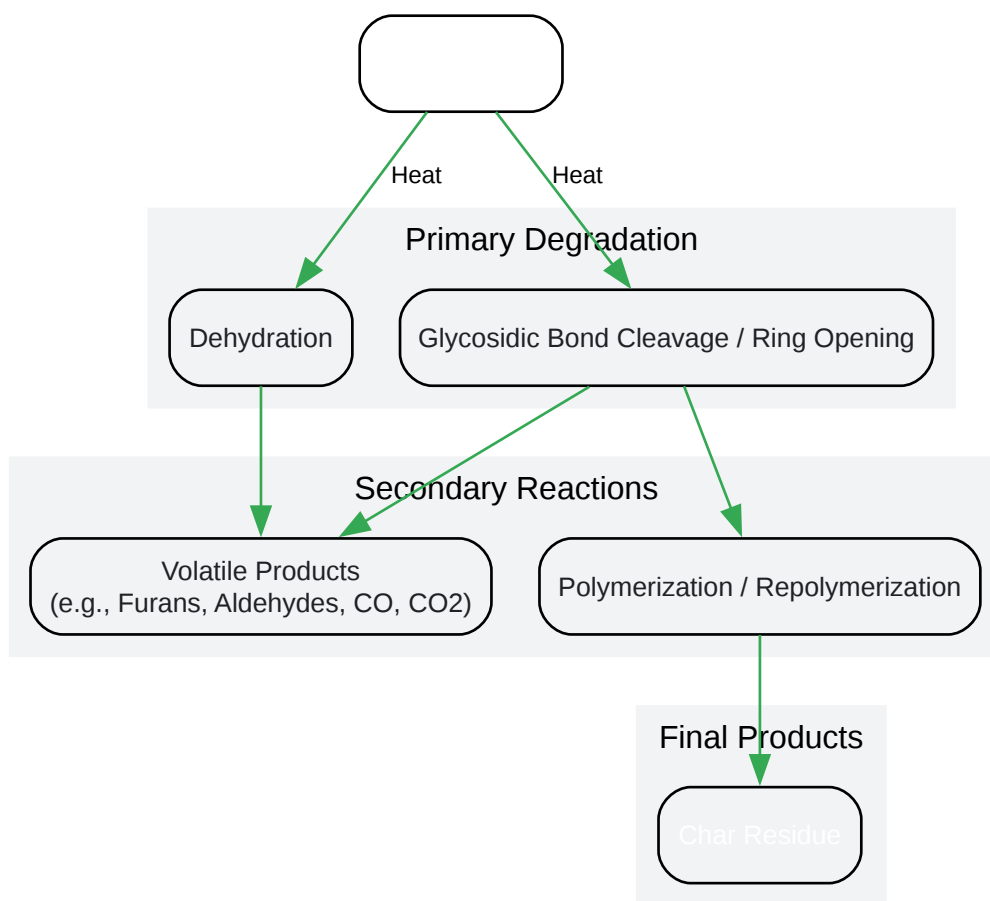 Heat
Heat
Primary Degradation
Dehydration
Glycosidic Bond Cleavage / Ring Opening
Secondary Reactions
Volatile Products
(e.g., Furans, Aldehydes, CO, CO2)
Polymerization / Repolymerization
Final Products
Char Residue